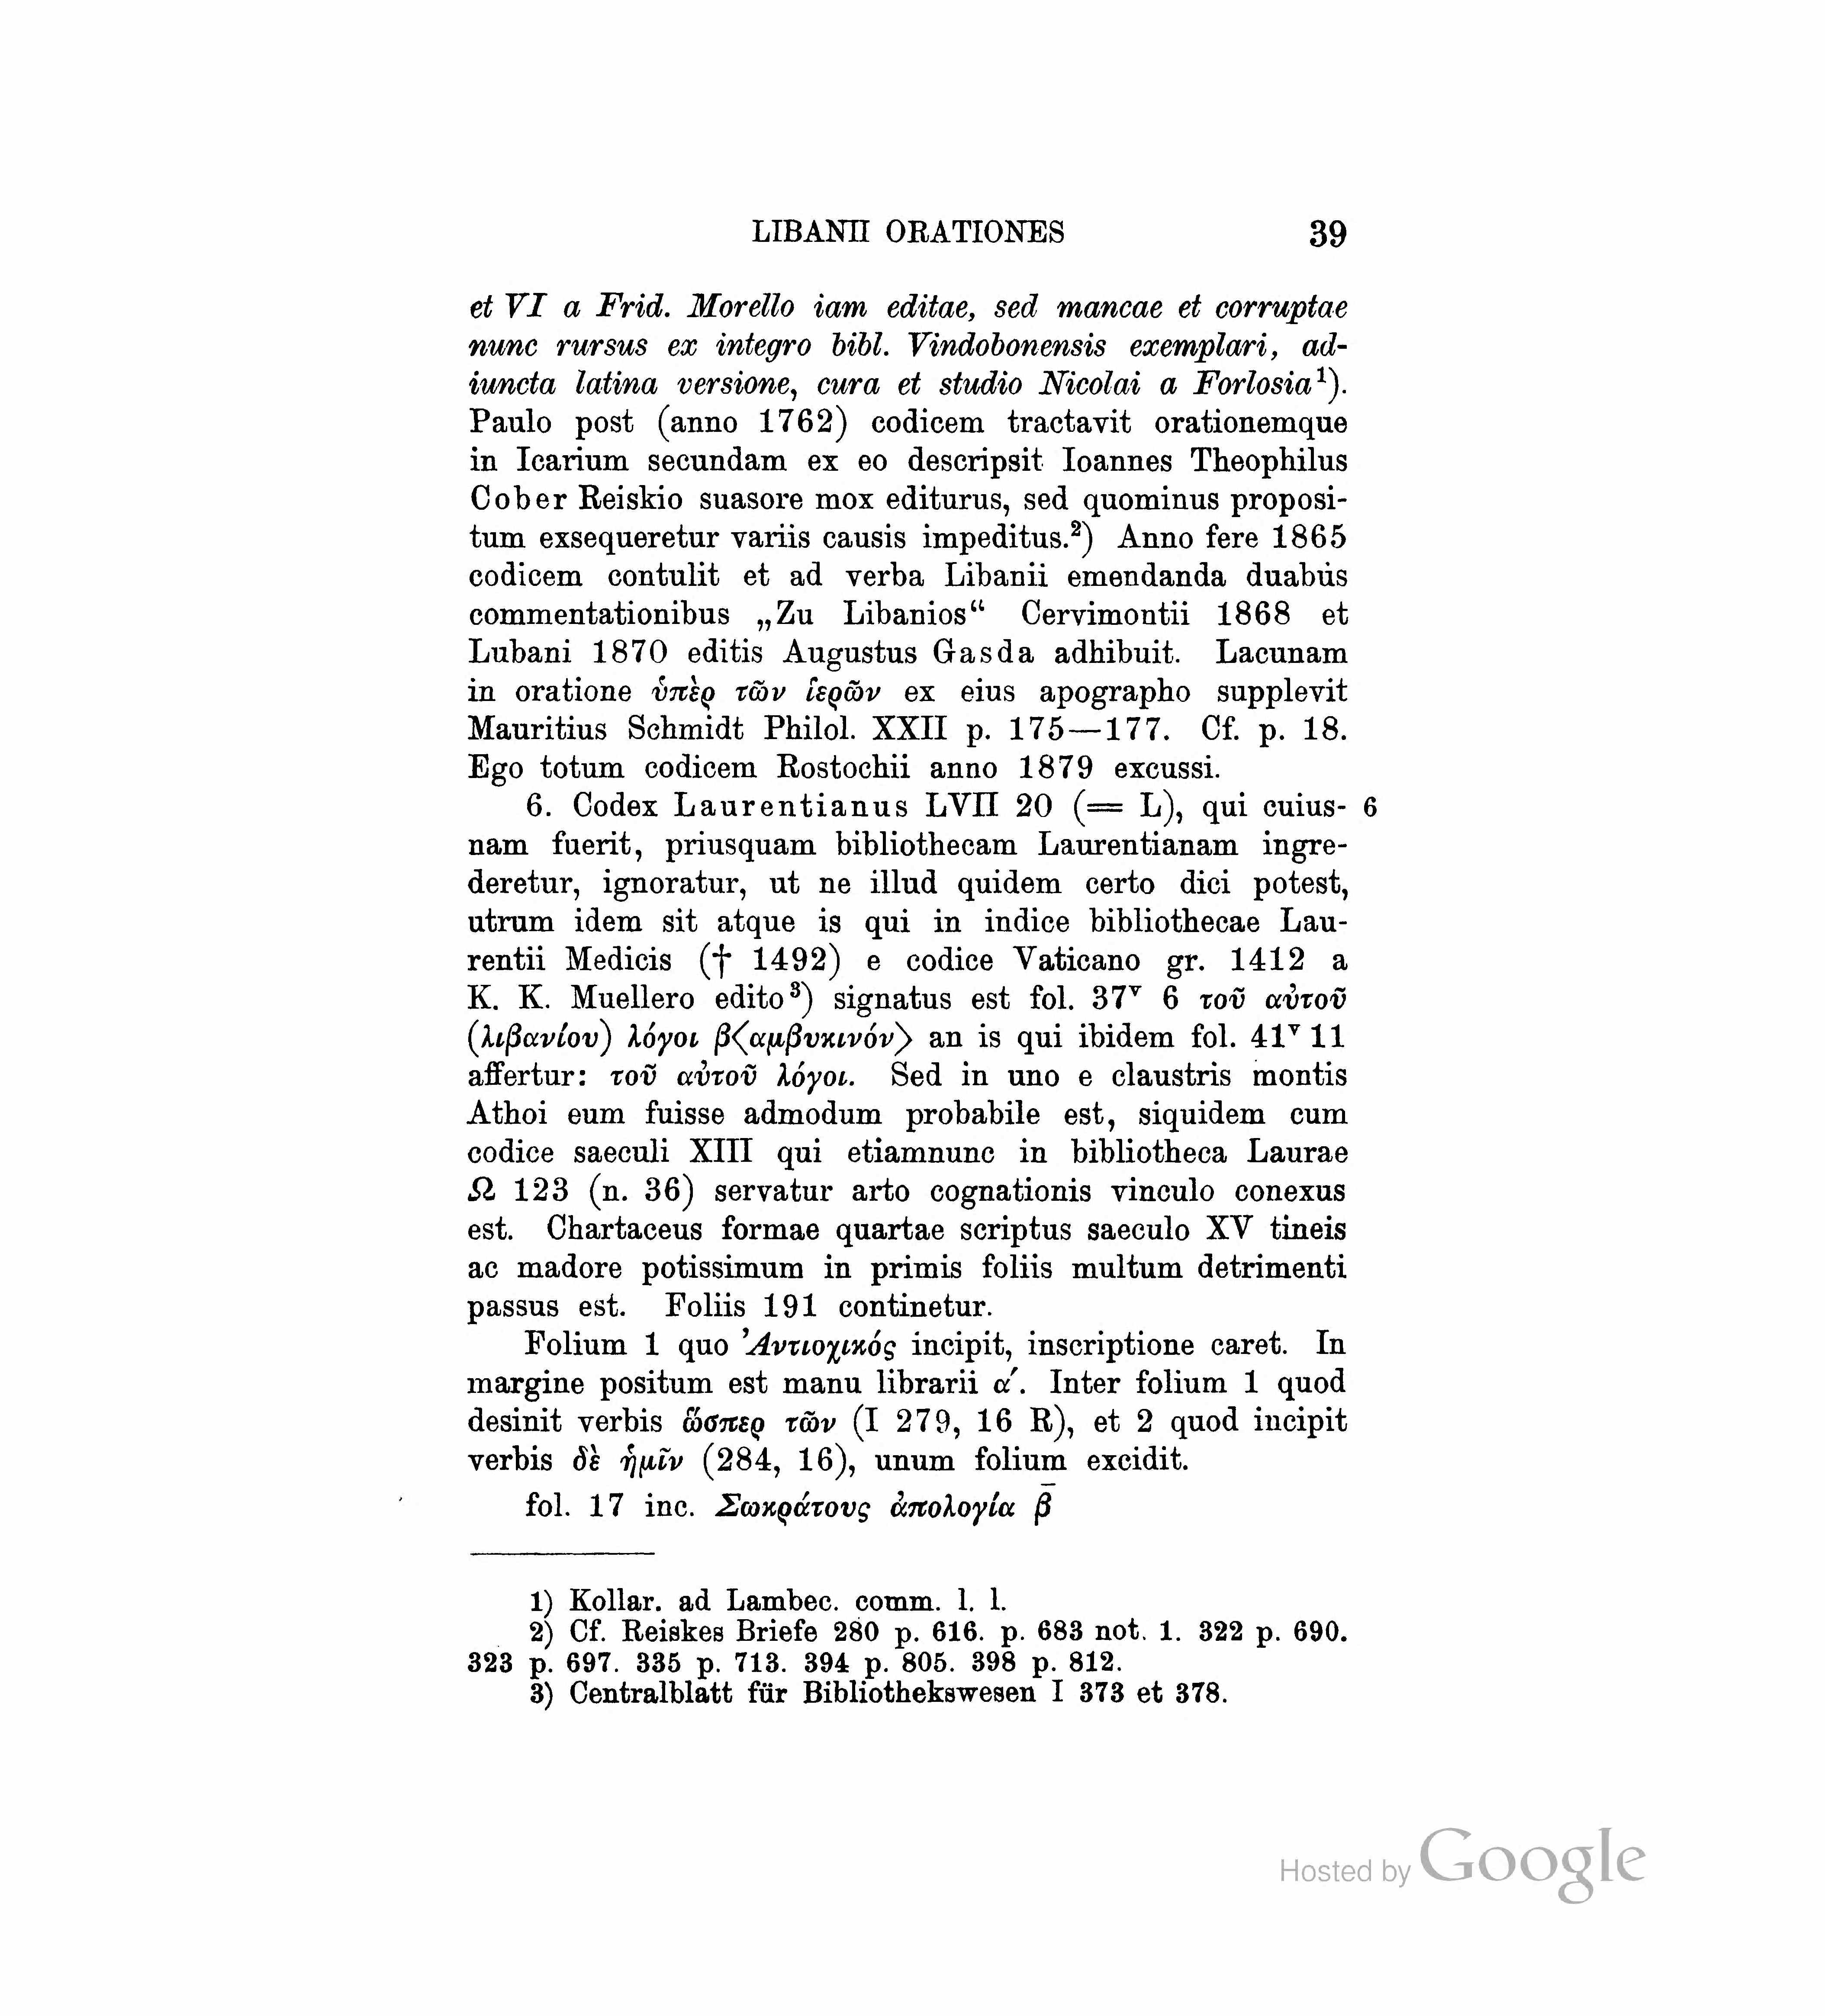 LIBANII ORATIONES 39
et VI a Frid. Morello iam editae, sed mancae et corruptae
nunc rursus ex integro bibl. Vindobonensis exemplari, ad-
iuncta latina versione, cura et studio Nicolai a Forlosia¹).
Paulo post (anno 1762) codicem tractavit orationemque
in Icarium secundam ex eo descripsit Ioannes Theophilus
Cober Reiskio suasore mox editurus, sed quominus proposi-
tum exsequeretur variis causis impeditus.²) Anno fere 1865
codicem contulit et ad verba Libanii emendanda duabus
commentationibus „Zu Libanios“ Cervimontii 1868 et
Lubani 1870 editis Augustus Gasda adhibuit. Lacunam
in oratione ὑπὲρ τῶν ἱερῶν ex eius apographo supplevit
Mauritius Schmidt Philol. XXII p. 175—177. Cf. p. 18.
Ego totum codicem Rostochii anno 1879 excussi.
6. Codex Laurentianus LVII 20 (= L), qui cuius- 6
nam fuerit, priusquam bibliothecam Laurentianam ingre-
deretur, ignoratur, ut ne illud quidem certo dici potest,
utrum idem sit atque is qui in indice bibliothecae Lau-
rentii Medicis († 1492) e codice Vaticano gr. 1412 a
K. K. Muellero edito³) signatus est fol. 37ᵛ 6 τοῦ αὐτοῦ
(λιβανίου) λόγοι β⟨αμβυκινόν⟩ an is qui ibidem fol. 41ᵛ 11
affertur: τοῦ αὐτοῦ λόγοι. Sed in uno e claustris montis
Athoi eum fuisse admodum probabile est, siquidem cum
codice saeculi XIII qui etiamnunc in bibliotheca Laurae
Ω 123 (n. 36) servatur arto cognationis vinculo conexus
est. Chartaceus formae quartae scriptus saeculo XV tineis
ac madore potissimum in primis foliis multum detrimenti
passus est. Foliis 191 continetur.
Folium 1 quo Ἀντιοχικός incipit, inscriptione caret. In
margine positum est manu librarii α′. Inter folium 1 quod
desinit verbis ὥσπερ τῶν (I 279, 16 R), et 2 quod incipit
verbis δὲ ἡμῖν (284, 16), unum folium excidit.
fol. 17 inc. Σωκράτους ἀπολογία β̄
1) Kollar. ad Lambec. comm. l. l.
2) Cf. Reiskes Briefe 280 p. 616. p. 683 not. 1. 322 p. 690.
323 p. 697. 335 p. 713. 394 p. 805. 398 p. 812.
3) Centralblatt für Bibliothekswesen I 373 et 378.
Hosted by Google